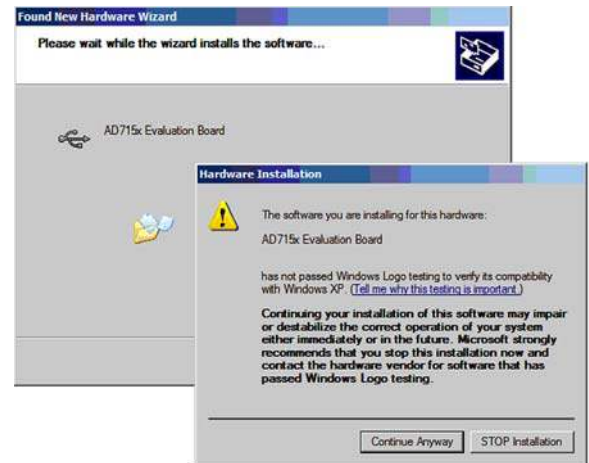 Found New Hardware Wizard
Please wait while the wizard installs the software...
AD715x Evaluation Board
Hardware Installation
The software you are installing for this hardware:
AD715x Evaluation Board
has not passed Windows Logo testing to verify its compatibility
with Windows XP. (Tell me why this testing is important.)
Continuing your installation of this software may impair
or destabilize the correct operation of your system
either immediately or in the future. Microsoft strongly
recommends that you stop this installation now and
contact the hardware vendor for software that has
passed Windows Logo testing.
Continue Anyway
STOP Installation